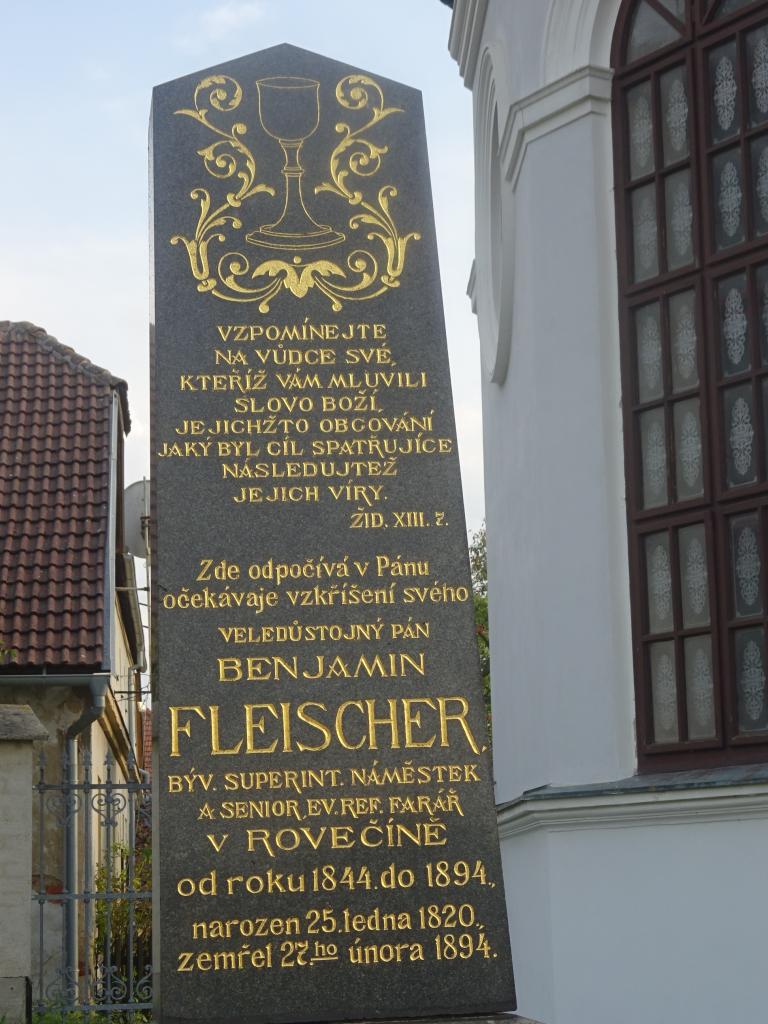 VZPOMÍNEJTE
NA VŮDCE SVÉ,
KTEŘÍŽ VÁM MLUVILI
SLOVO BOŽÍ,
JEJICHŽTO OBCOVÁNÍ
JAKÝ BYL CÍL SPATŘUJÍCE
NÁSLEDUJTEŽ
JEJICH VÍRY.
ŽID. XIII. 7.
Zde odpočívá v Pánu
očekávaje vzkříšení svého
VELEDŮSTOJNÝ PÁN
BENJAMIN
FLEISCHER,
BÝV. SUPERINT. NÁMĚSTEK
A SENIOR, EV. REF. FARÁŘ
V ROVEČÍNĚ
od roku 1844. do 1894.,
narozen 25. ledna 1820.,
zemřel 27.ho února 1894.